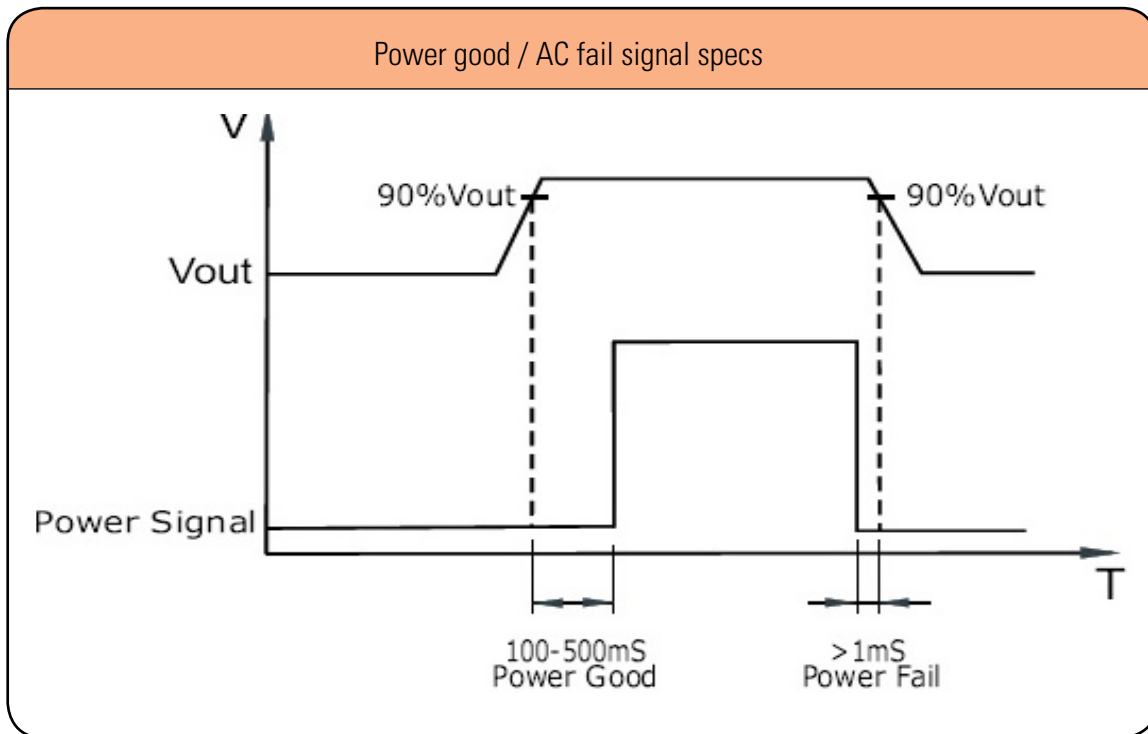 Power good / AC fail signal specs
V
90%Vout
90%Vout
Vout
Power Signal
T
100-500mS
Power Good
>1mS
Power Fail